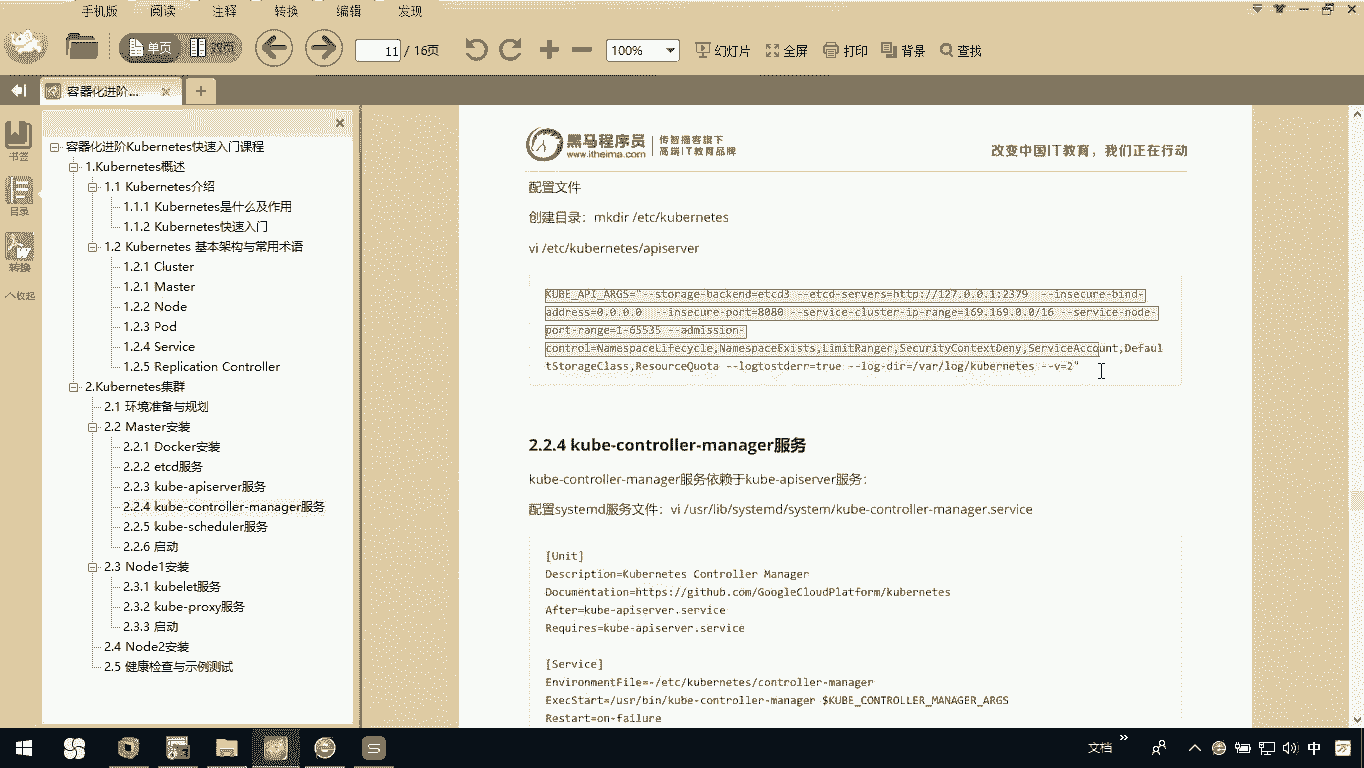 手机版 阅读 注释 转换 编辑 发现
单页 双页 11 / 16页 100% 幻灯片 全屏 打印 背景 查找
容器化进阶...
书签
目录
转换
收起
容器化进阶Kubernetes快速入门课程
1.Kubernetes概述
1.1 Kubernetes介绍
1.1.1 Kubernetes是什么及作用
1.1.2 Kubernetes快速入门
1.2 Kubernetes 基本架构与常用术语
1.2.1 Cluster
1.2.1 Master
1.2.2 Node
1.2.3 Pod
1.2.4 Service
1.2.5 Replication Controller
2.Kubernetes集群
2.1 环境准备与规划
2.2 Master安装
2.2.1 Docker安装
2.2.2 etcd服务
2.2.3 kube-apiserver服务
2.2.4 kube-controller-manager服务
2.2.5 kube-scheduler服务
2.2.6 启动
2.3 Node1安装
2.3.1 kubelet服务
2.3.2 kube-proxy服务
2.3.3 启动
2.4 Node2安装
2.5 健康检查与示例测试
黑马程序员
www.itheima.com
传智播客旗下
高端IT教育品牌
改变中国IT教育，我们正在行动
配置文件
创建目录：mkdir /etc/kubernetes
vi /etc/kubernetes/apiserver
KUBE_API_ARGS="--storage-backend=etcd3 --etcd-servers=http://127.0.0.1:2379 --insecure-bind-
address=0.0.0.0 --insecure-port=8080 --service-cluster-ip-range=169.169.0.0/16 --service-node-
port-range=1-65535 --admission-
control=NamespaceLifecycle,NamespaceExists,LimitRanger,SecurityContextDeny,ServiceAccount,Defaul
tStorageClass,ResourceQuota --logtostderr=true --log-dir=/var/log/kubernetes --v=2"
2.2.4 kube-controller-manager服务
kube-controller-manager服务依赖于kube-apiserver服务：
配置systemd服务文件：vi /usr/lib/systemd/system/kube-controller-manager.service
[Unit]
Description=Kubernetes Controller Manager
Documentation=https://github.com/GoogleCloudPlatform/kubernetes
After=kube-apiserver.service
Requires=kube-apiserver.service
[Service]
EnvironmentFile=-/etc/kubernetes/controller-manager
ExecStart=/usr/bin/kube-controller-manager $KUBE_CONTROLLER_MANAGER_ARGS
Restart=on-failure
文档 中